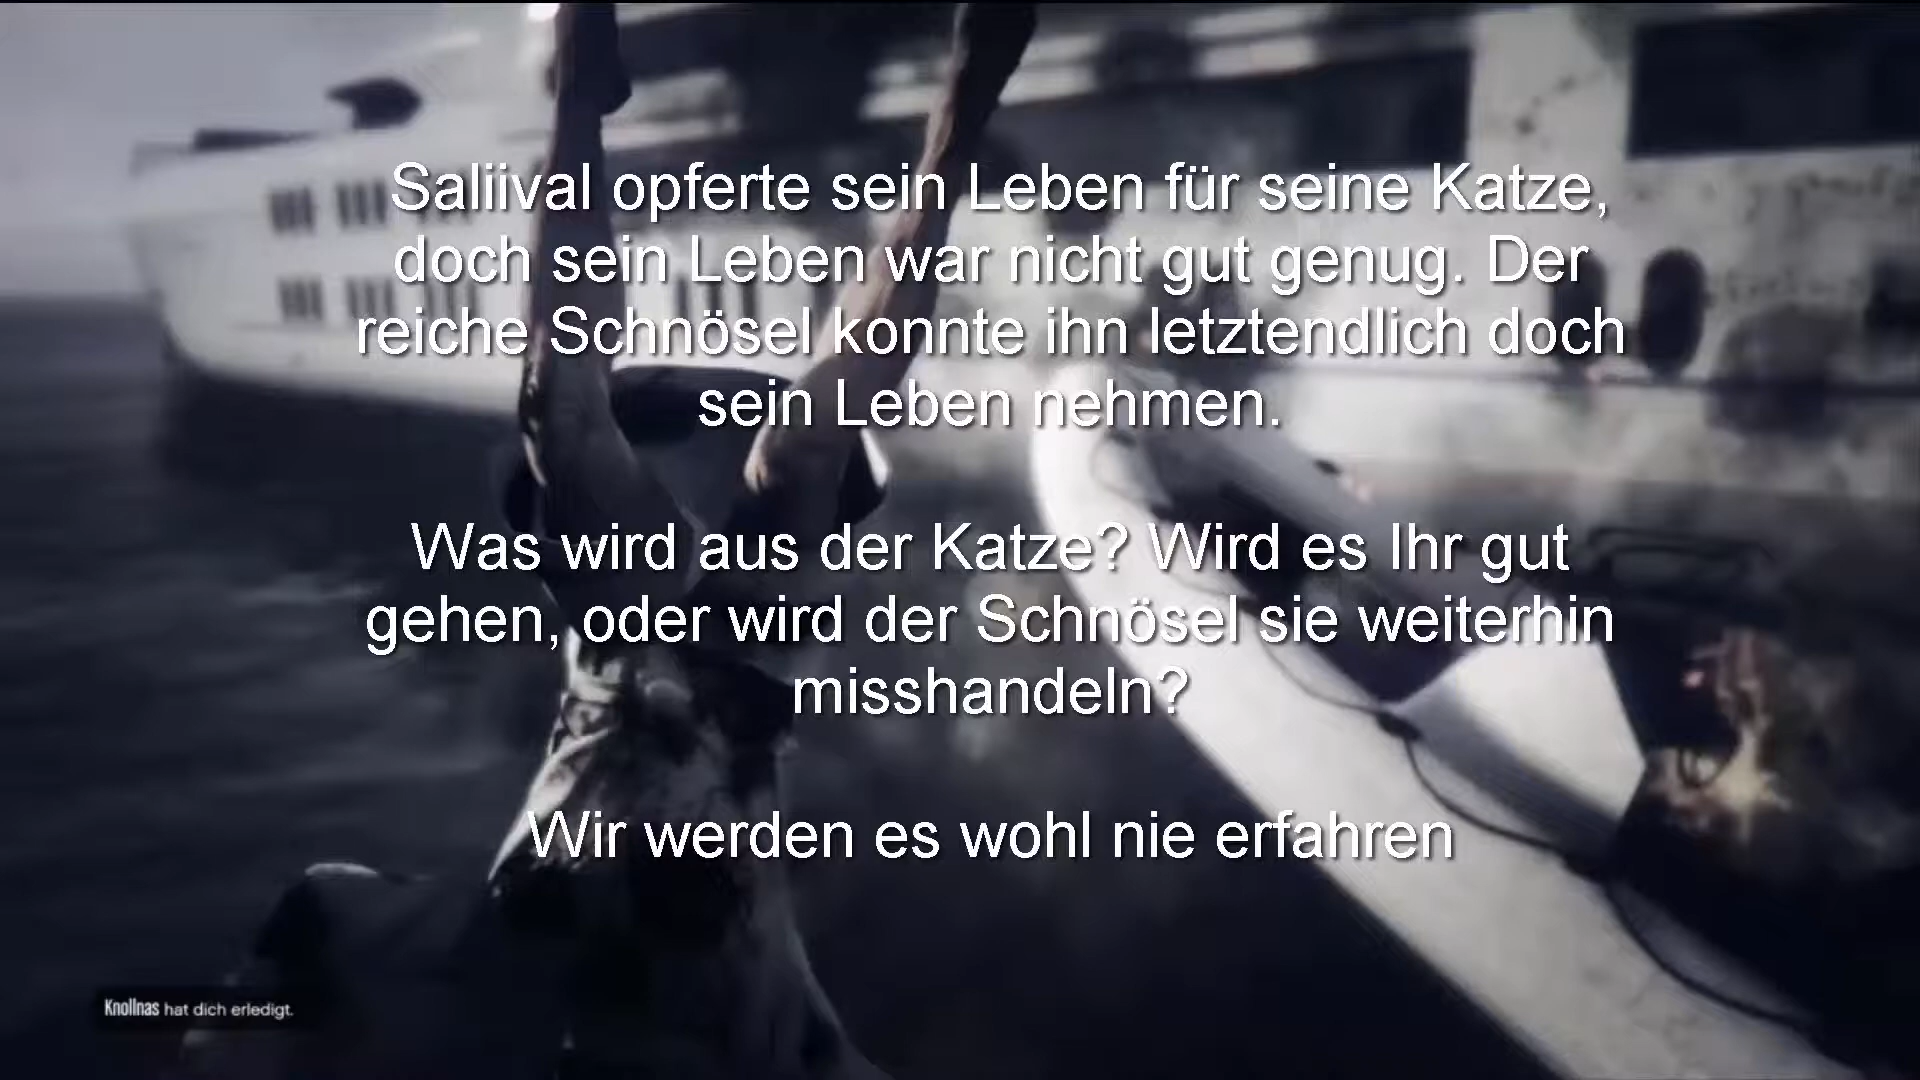 Saliival opferte sein Leben für seine Katze,
doch sein Leben war nicht gut genug. Der
reiche Schnösel konnte ihn letztendlich doch
sein Leben nehmen.
Was wird aus der Katze? Wird es Ihr gut
gehen, oder wird der Schnösel sie weiterhin
misshandeln?
Wir werden es wohl nie erfahren
Knollnas hat dich erledigt.